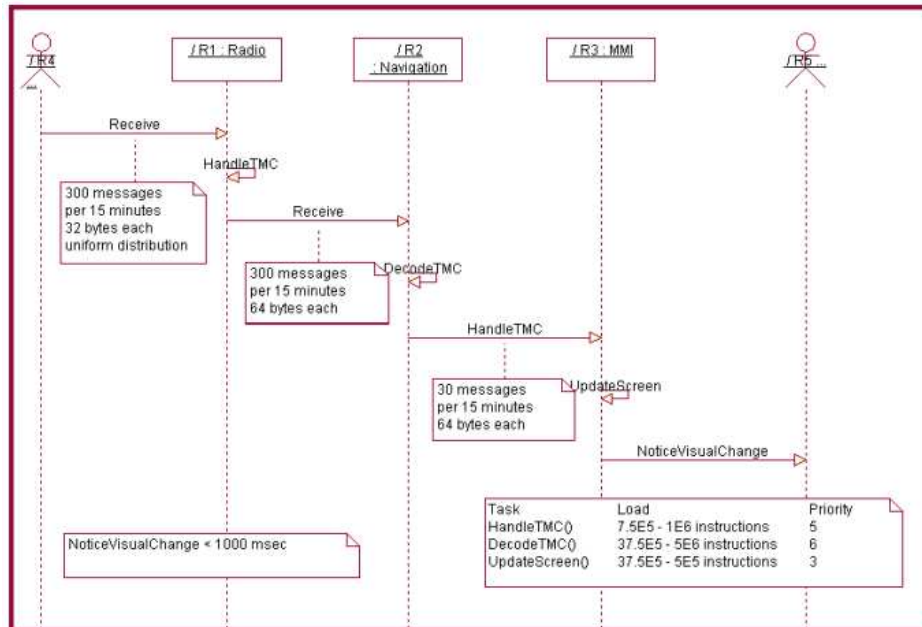 / R4
...
/ R1 : Radio
/ R2
: Navigation
/ R3 : MMI
/ R5 ...
Receive
HandleTMC
300 messages
per 15 minutes
32 bytes each
uniform distribution
Receive
DecodeTMC
300 messages
per 15 minutes
64 bytes each
HandleTMC
UpdateScreen
30 messages
per 15 minutes
64 bytes each
NoticeVisualChange
Task Load Priority
HandleTMC() 7.5E5 - 1E6 instructions 5
DecodeTMC() 37.5E5 - 5E6 instructions 6
UpdateScreen() 37.5E5 - 5E5 instructions 3
NoticeVisualChange < 1000 msec